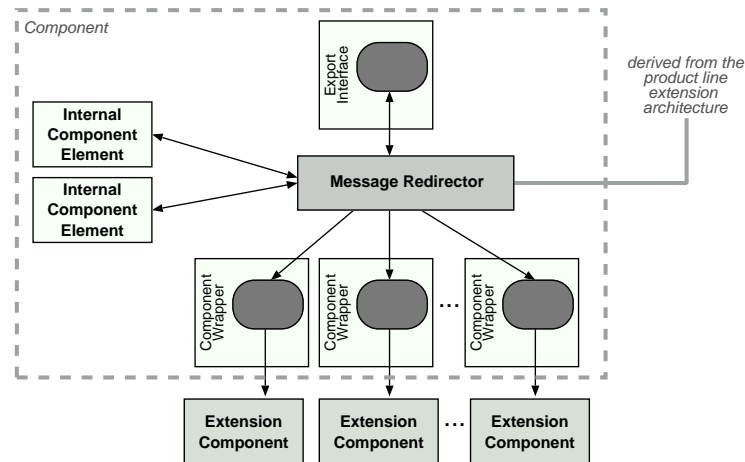 Component
Export
Interface
derived from the
product line
extension
architecture
Internal
Component
Element
Message Redirector
Internal
Component
Element
Component
Wrapper
Component
Wrapper
...
Component
Wrapper
Extension
Component
Extension
Component
...
Extension
Component